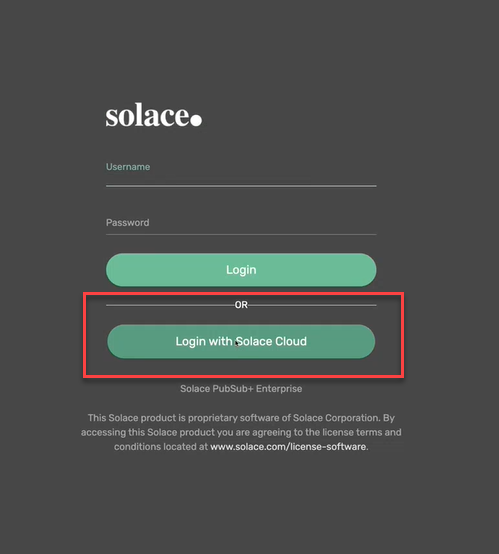 solace.
Username
Password
Login
OR
Login with Solace Cloud
Solace PubSub+ Enterprise
This Solace product is proprietary software of Solace Corporation. By
accessing this Solace product you are agreeing to the license terms and
conditions located at www.solace.com/license-software.